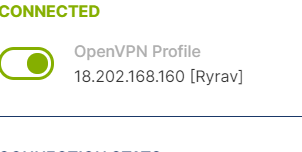 CONNECTED
OpenVPN Profile
18.202.168.160 [Ryrav]